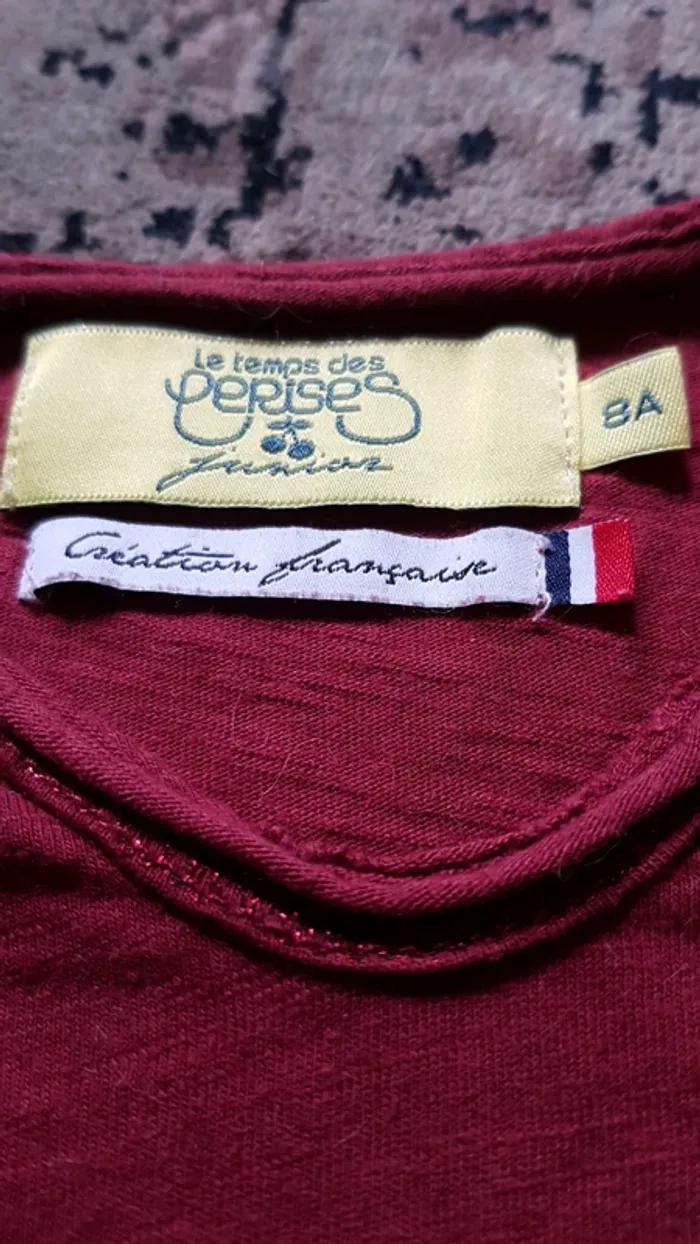 Le temps des
CERISES
junior
8A
Création française